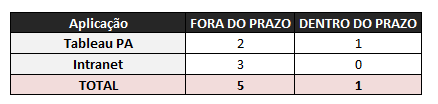 Aplicação FORA DO PRAZO DENTRO DO PRAZO
Tableau PA 2 1
Intranet 3 0
TOTAL 5 1